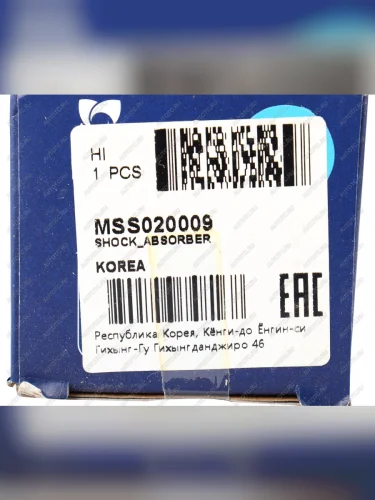 HI
1 PCS
MSS020009
SHOCK_ABSORBER
KOREA
EAC
Республика Корея, Кёнги-до Ёнгин-си
Гихынг-Гу Гихынгданджиро 46